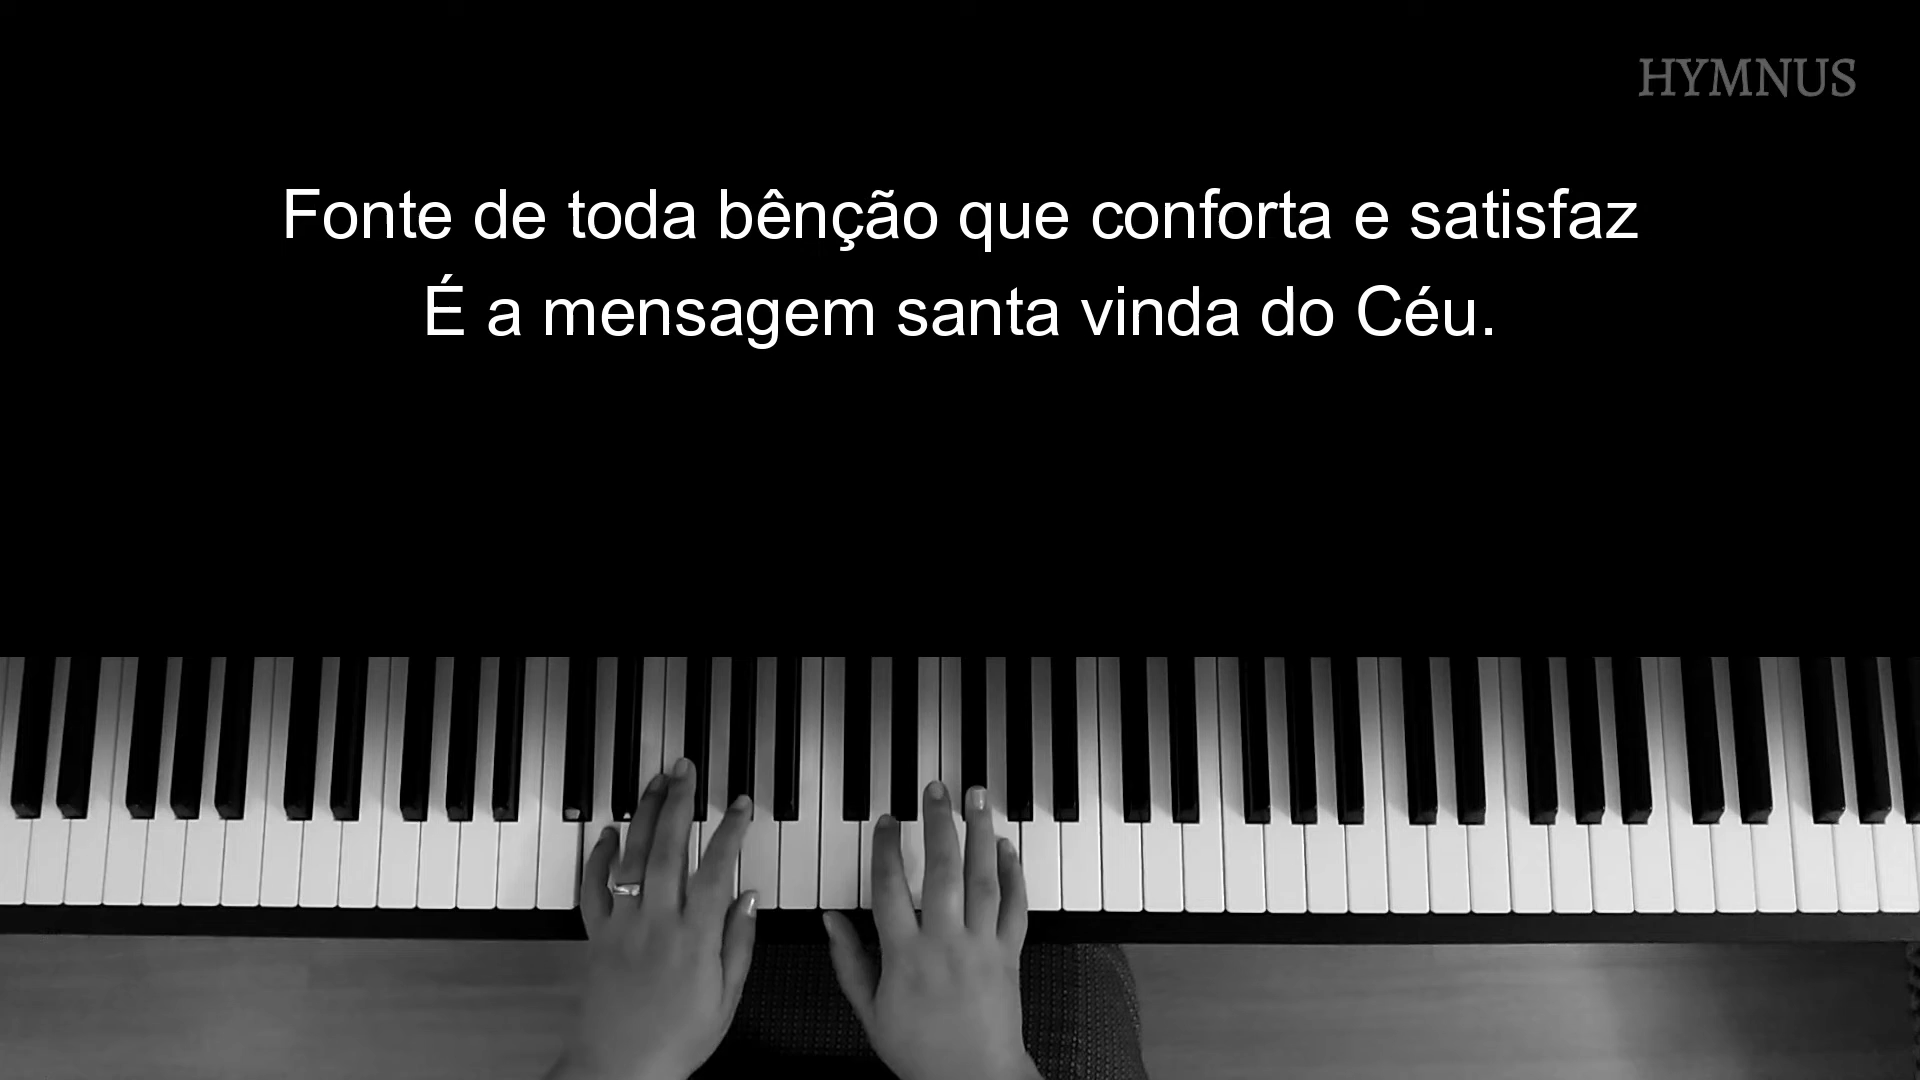 HYMNUS
Fonte de toda bênção que conforta e satisfaz
É a mensagem santa vinda do Céu.